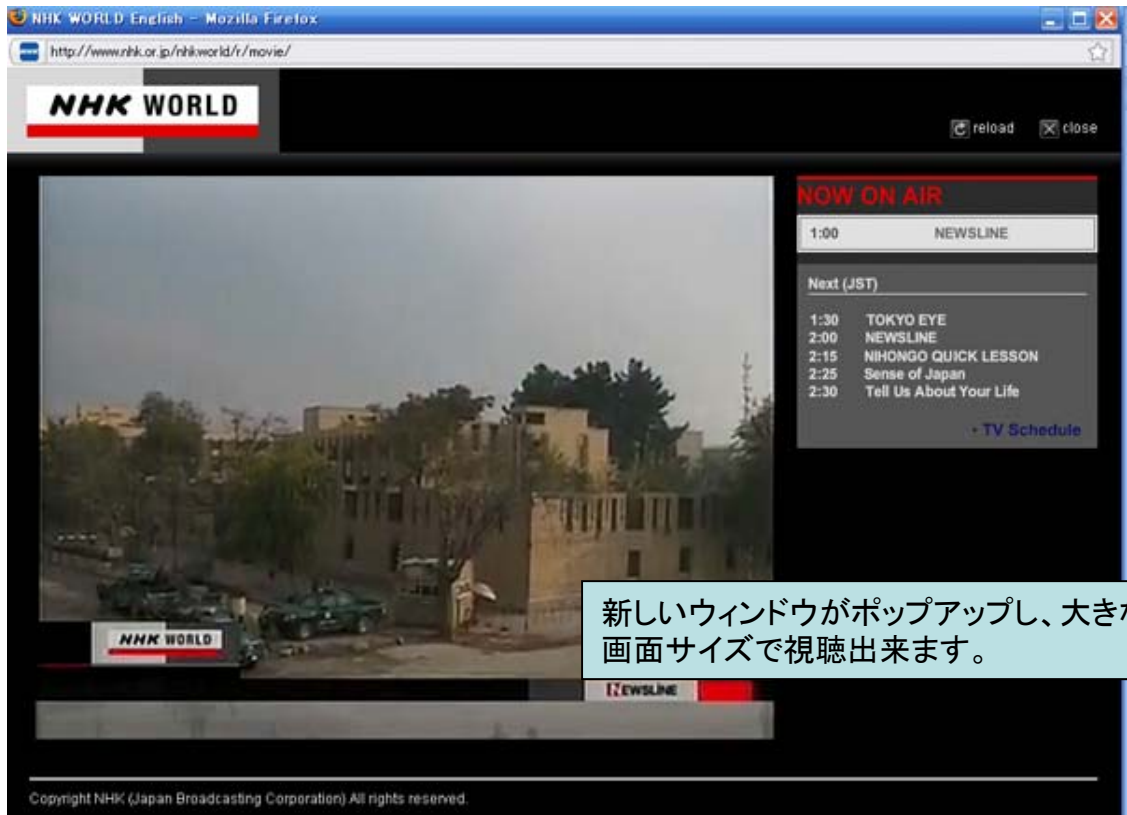 NHK WORLD English - Mozilla Firefox
http://www.nhk.or.jp/nhkworld/r/movie/
NHK WORLD
reload close
NOW ON AIR
1:00 NEWSLINE
Next (JST)
1:30 TOKYO EYE
2:00 NEWSLINE
2:15 NIHONGO QUICK LESSON
2:25 Sense of Japan
2:30 Tell Us About Your Life
・TV Schedule
新しいウィンドウがポップアップし、大きな
画面サイズで視聴出来ます。
NHK WORLD
NEWSLINE
Copyright NHK (Japan Broadcasting Corporation) All rights reserved.